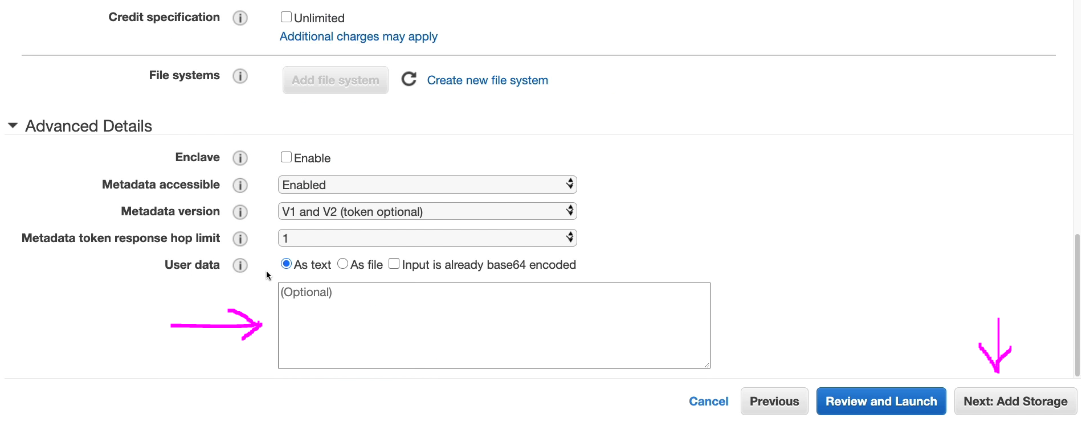 Credit specification i Unlimited
Additional charges may apply
File systems i Add file system Create new file system
Advanced Details
Enclave i Enable
Metadata accessible i Enabled
Metadata version i V1 and V2 (token optional)
Metadata token response hop limit i 1
User data i As text As file Input is already base64 encoded
(Optional)
Cancel Previous Review and Launch Next: Add Storage